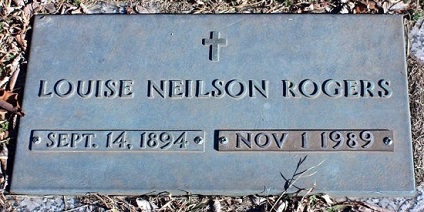 LOUISE NEILSON ROGERS
SEPT. 14, 1894 NOV 1 1989